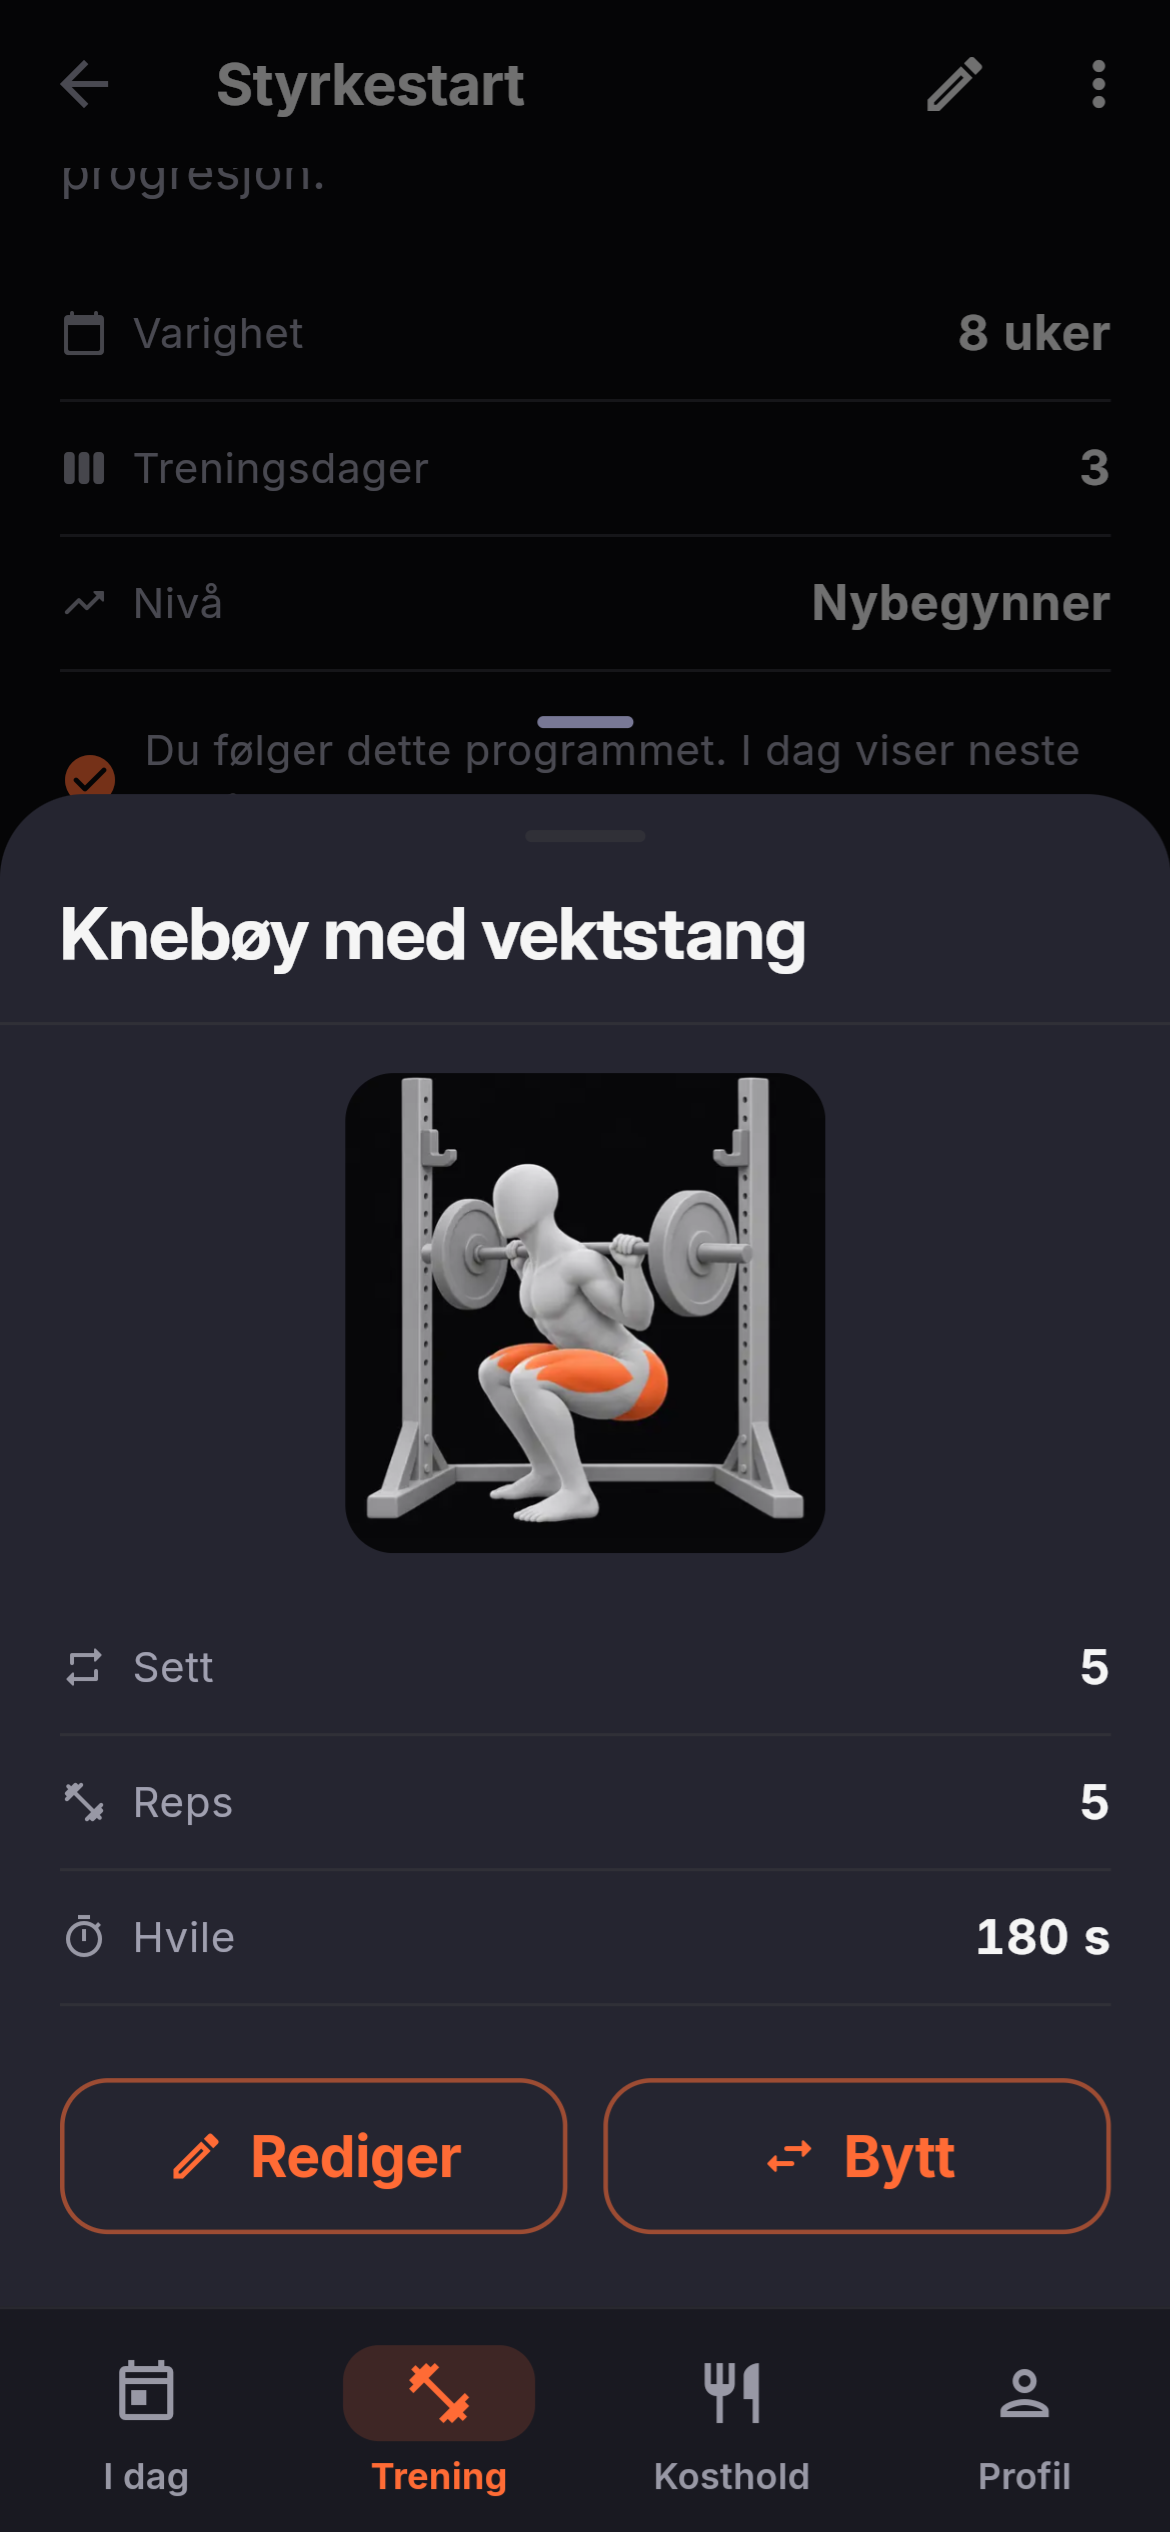 Styrkestart
progresjon.
Varighet
8 uker
Treningsdager
3
Nivå
Nybegynner
Du følger dette programmet. I dag viser neste
Knebøy med vektstang
Sett
5
Reps
5
Hvile
180 s
Rediger
Bytt
I dag
Trening
Kosthold
Profil